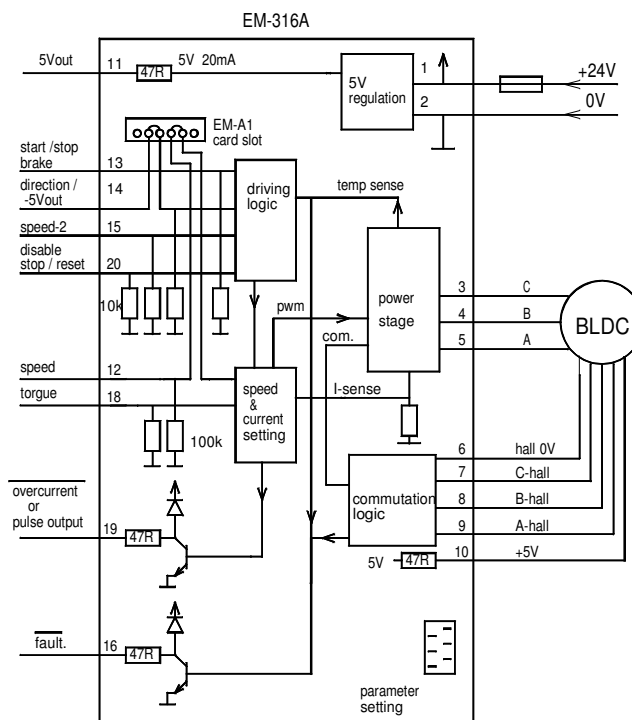 EM-316A
5Vout
11
47R
5V 20mA
5V
regulation
1
2
+24V
0V
EM-A1
card slot
start /stop
brake
13
direction /
-5Vout
14
speed-2
15
disable
stop / reset
20
driving
logic
temp sense
10k
pwm
power
stage
com.
3
C
4
B
5
A
BLDC
speed
12
torgue
18
speed
&
current
setting
I-sense
100k
6
hall 0V
7
C-hall
8
B-hall
9
A-hall
10
+5V
commutation
logic
5V
47R
overcurrent
or
pulse output
19
47R
fault.
16
47R
parameter
setting